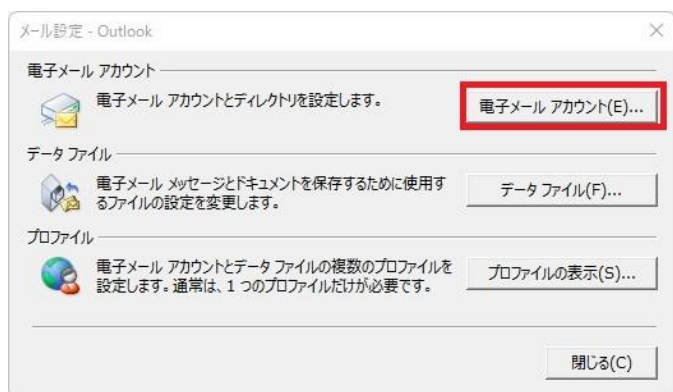 メール設定 - Outlook
電子メール アカウント
電子メール アカウントとディレクトリを設定します。
電子メール アカウント(E)...
データ ファイル
電子メール メッセージとドキュメントを保存するために使用す
るファイルの設定を変更します。
データ ファイル(F)...
プロファイル
電子メール アカウントとデータ ファイルの複数のプロファイルを
設定します。通常は、1 つのプロファイルだけが必要です。
プロファイルの表示(S)...
閉じる(C)